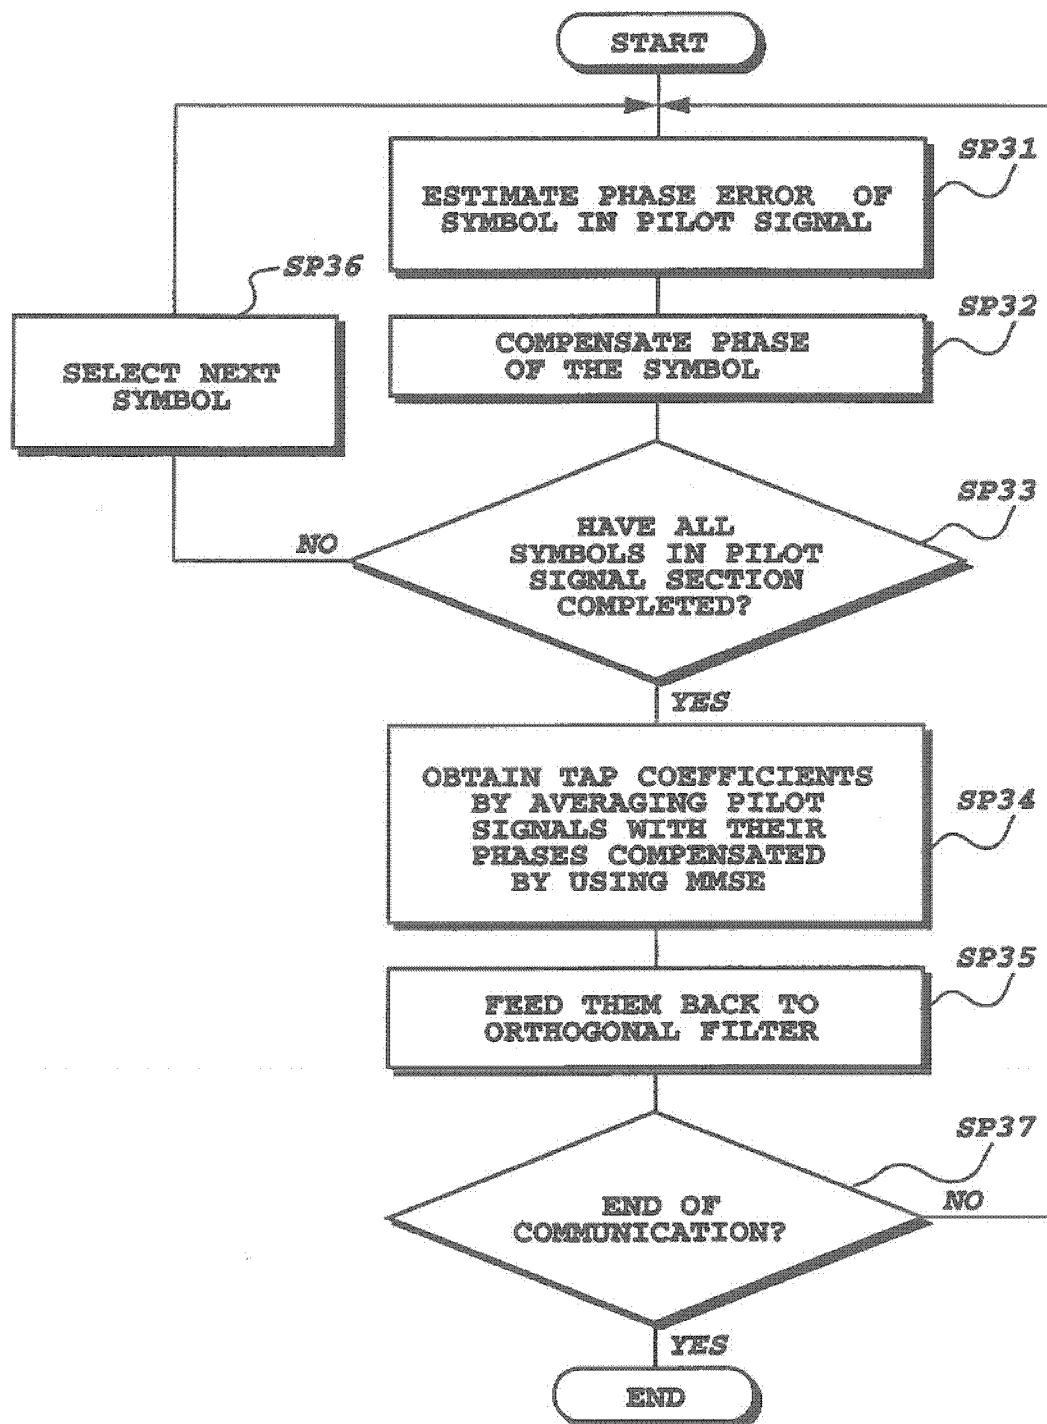 START
SP31
ESTIMATE PHASE ERROR OF
SYMBOL IN PILOT SIGNAL
SP36
SP32
COMPENSATE PHASE
OF THE SYMBOL
SELECT NEXT
SYMBOL
SP33
HAVE ALL
SYMBOLS IN PILOT
SIGNAL SECTION
COMPLETED?
NO
YES
OBTAIN TAP COEFFICIENTS
BY AVERAGING PILOT
SIGNALS WITH THEIR
PHASES COMPENSATED
BY USING MMSE
SP34
SP35
FEED THEM BACK TO
ORTHOGONAL FILTER
SP37
END OF
COMMUNICATION?
NO
YES
END